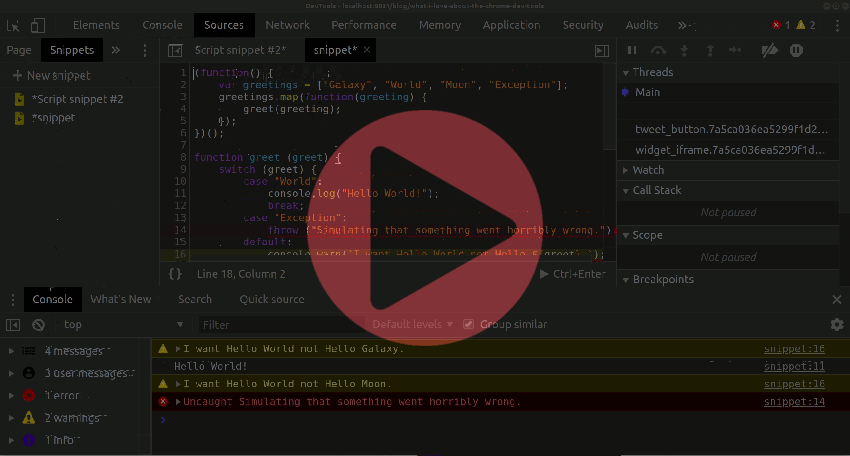 DevTools - localhost:8081/blog/what-i-love-about-the-chrome-dev-tools
Elements Console Sources Network Performance Memory Application Security Audits 1 2
Page Snippets
Script snippet #2* snippet*
New snippet
*Script snippet #2
*snippet
1 (function() {
2 var greetings = ["Galaxy", "World", "Moon", "Exception"];
3 greetings.map(function(greeting) {
4 greet(greeting);
5 });
6 })();
7
8 function greet (greet) {
9 switch (greet) {
10 case "World":
11 console.log("Hello World!");
12 break;
13 case "Exception":
14 throw ("Simulating that something went horribly wrong.")
15 default:
16 console.warn(`I want Hello World not Hello ${greet}.`);
{ } Line 18, Column 2 Ctrl+Enter
Threads
Main
tweet_button.7a5ca036ea5299f1d2...
widget_iframe.7a5ca036ea5299f1d...
Watch
Call Stack
Not paused
Scope
Not paused
Breakpoints
Console What's New Search Quick source
top Filter Default levels Group similar
4 messages
3 user messages...
1 error
2 warnings
1 info
I want Hello World not Hello Galaxy. snippet:16
Hello World! snippet:11
I want Hello World not Hello Moon. snippet:16
Uncaught Simulating that something went horribly wrong. snippet:14